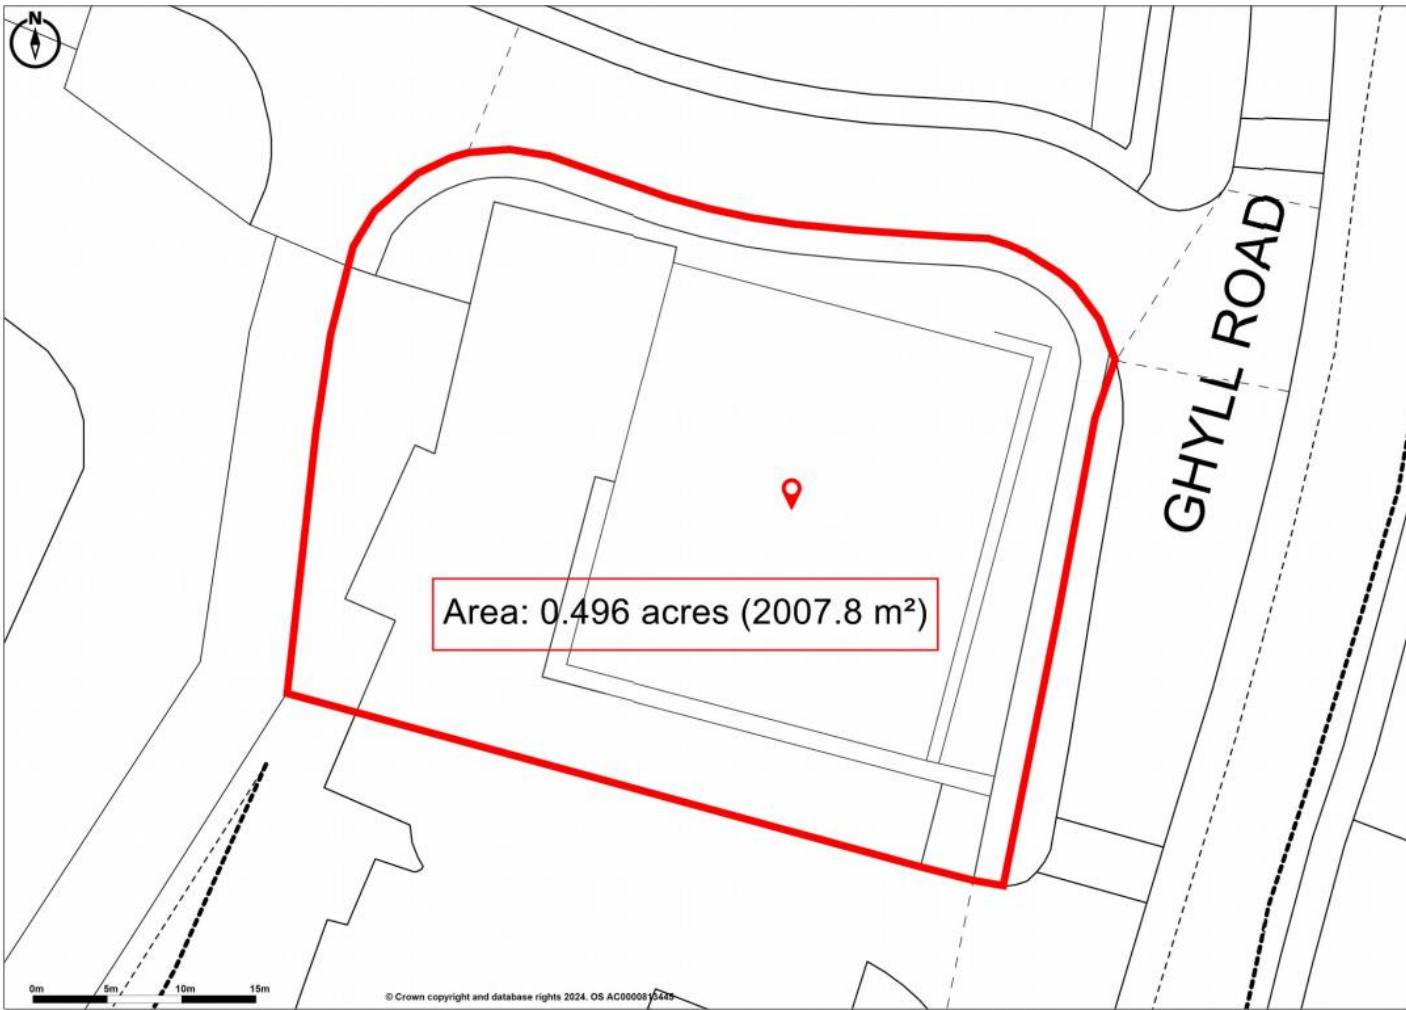 N
GHYLL ROAD
Area: 0.496 acres (2007.8 m²)
0m 5m 10m 15m
© Crown copyright and database rights 2024. OS AC0000813445